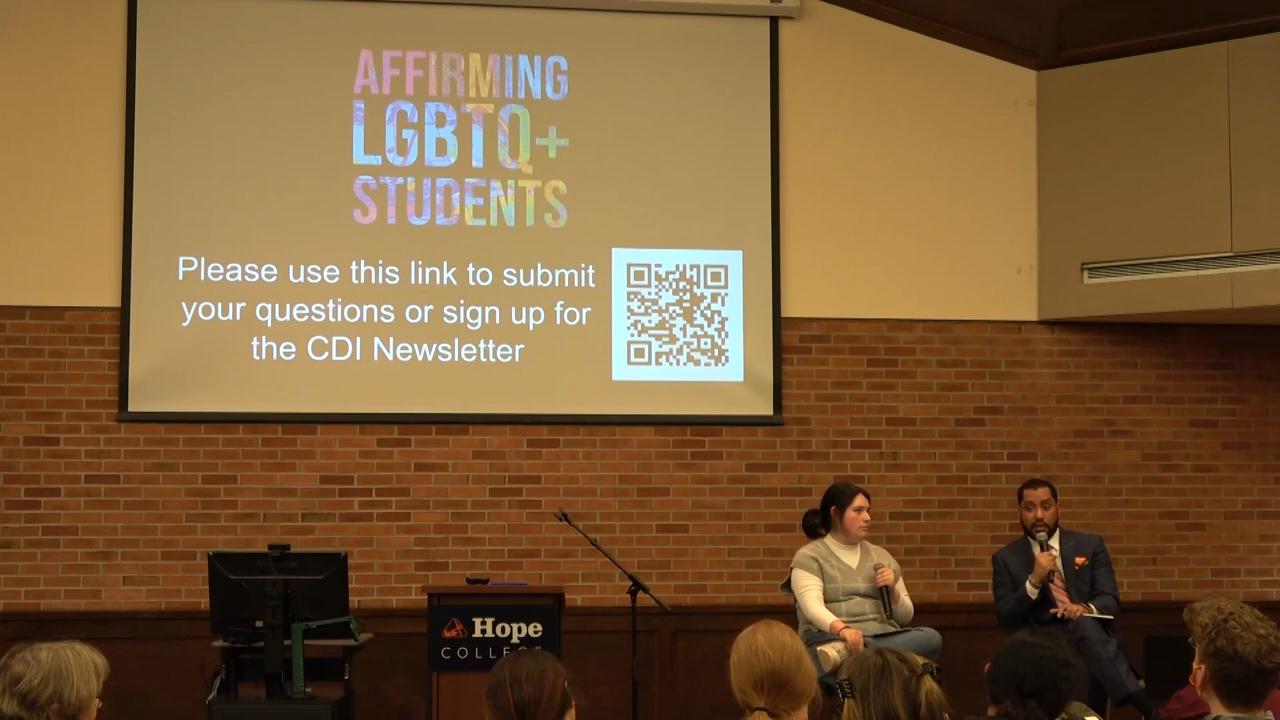 AFFIRMING
LGBTQ+
STUDENTS
Please use this link to submit
your questions or sign up for
the CDI Newsletter
Hope
COLLEGE